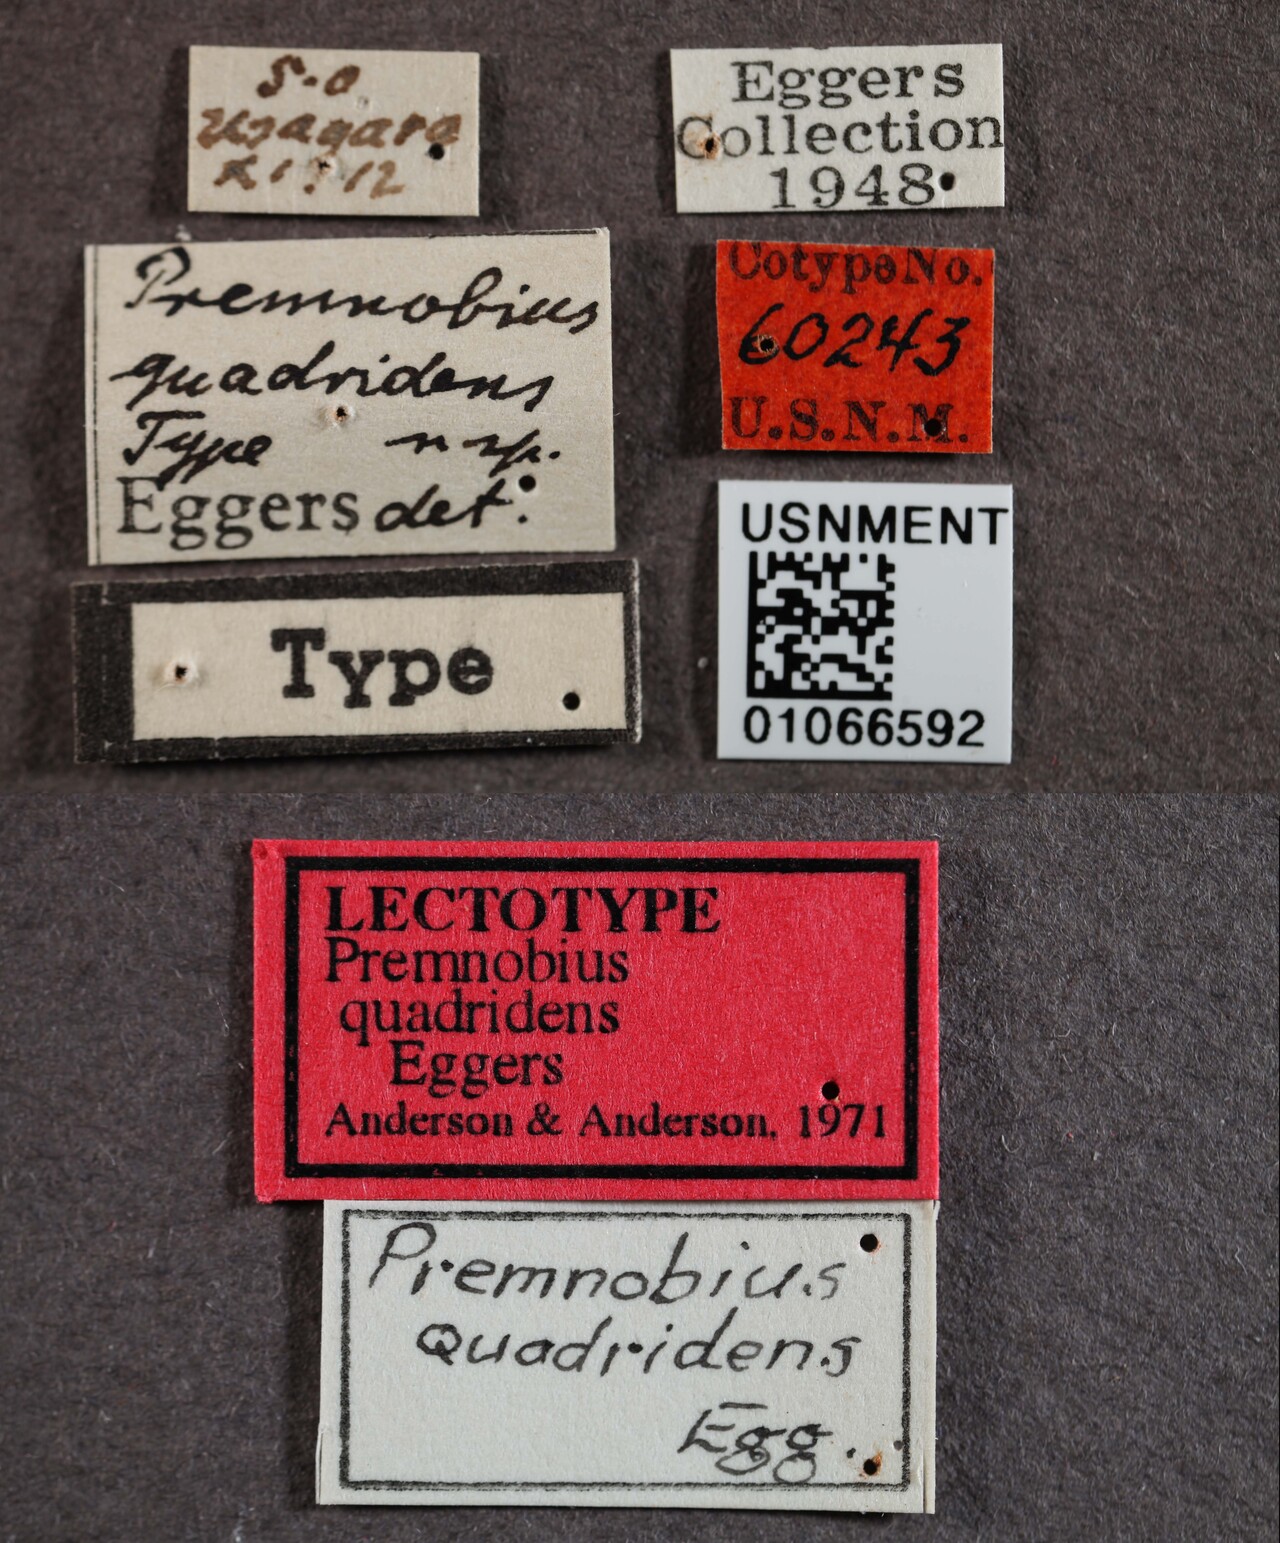 S.O
Usagara
XI.12
Eggers
Collection
1948
Premnobius
quadridens
Type n sp.
Eggers det.
Cotype No.
60243
U.S.N.M.
Type
USNMENT
01066592
LECTOTYPE
Premnobius
quadridens
Eggers
Anderson & Anderson. 1971
Premnobius
Quadridens
Egg.